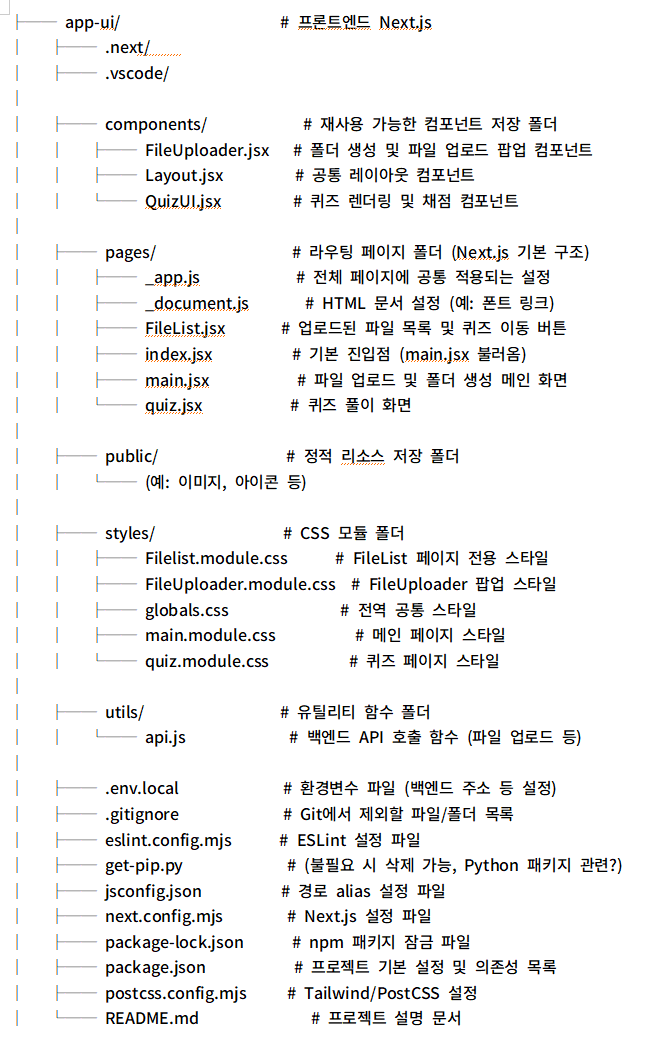 ├── app-ui/ # 프론트엔드 Next.js
│ ├── .next/
│ ├── .vscode/
│
│ ├── components/ # 재사용 가능한 컴포넌트 저장 폴더
│ │ ├── FileUploader.jsx # 폴더 생성 및 파일 업로드 팝업 컴포넌트
│ │ ├── Layout.jsx # 공통 레이아웃 컴포넌트
│ │ └── QuizUI.jsx # 퀴즈 렌더링 및 채점 컴포넌트
│
│ ├── pages/ # 라우팅 페이지 폴더 (Next.js 기본 구조)
│ │ ├── _app.js # 전체 페이지에 공통 적용되는 설정
│ │ ├── _document.js # HTML 문서 설정 (예: 폰트 링크)
│ │ ├── FileList.jsx # 업로드된 파일 목록 및 퀴즈 이동 버튼
│ │ ├── index.jsx # 기본 진입점 (main.jsx 불러옴)
│ │ ├── main.jsx # 파일 업로드 및 폴더 생성 메인 화면
│ │ └── quiz.jsx # 퀴즈 풀이 화면
│
│ ├── public/ # 정적 리소스 저장 폴더
│ │ └── (예: 이미지, 아이콘 등)
│
│ ├── styles/ # CSS 모듈 폴더
│ │ ├── Filelist.module.css # FileList 페이지 전용 스타일
│ │ ├── FileUploader.module.css # FileUploader 팝업 스타일
│ │ ├── globals.css # 전역 공통 스타일
│ │ ├── main.module.css # 메인 페이지 스타일
│ │ └── quiz.module.css # 퀴즈 페이지 스타일
│
│ ├── utils/ # 유틸리티 함수 폴더
│ │ └── api.js # 백엔드 API 호출 함수 (파일 업로드 등)
│
│ ├── .env.local # 환경변수 파일 (백엔드 주소 등 설정)
│ ├── .gitignore # Git에서 제외할 파일/폴더 목록
│ ├── eslint.config.mjs # ESLint 설정 파일
│ ├── get-pip.py # (불필요 시 삭제 가능, Python 패키지 관련?)
│ ├── jsconfig.json # 경로 alias 설정 파일
│ ├── next.config.mjs # Next.js 설정 파일
│ ├── package-lock.json # npm 패키지 잠금 파일
│ ├── package.json # 프로젝트 기본 설정 및 의존성 목록
│ ├── postcss.config.mjs # Tailwind/PostCSS 설정
│ └── README.md # 프로젝트 설명 문서